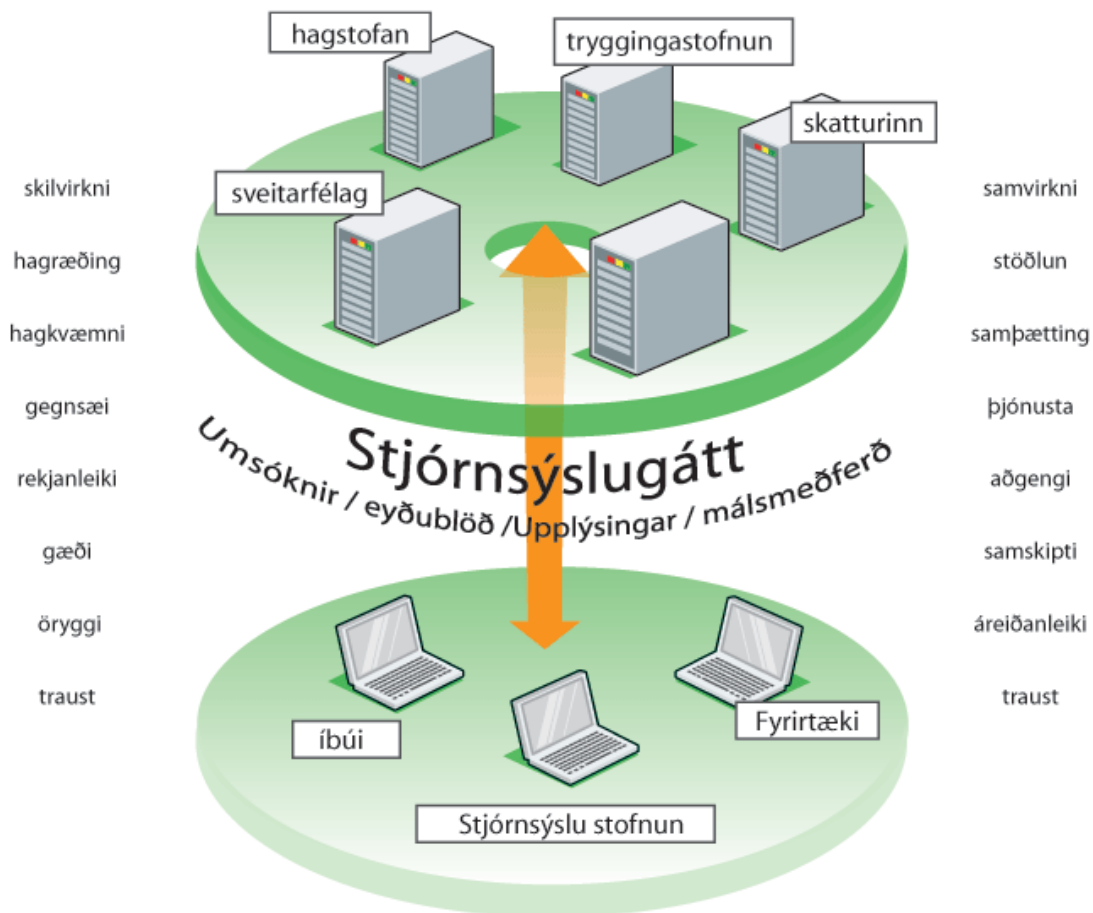 hagstofan
tryggingastofnun
skatturinn
sveitarfélag
skilvirkni
hagræðing
hagkvæmni
gegnsæi
rekjanleiki
gæði
öryggi
traust
samvirkni
stöðlun
samþætting
þjónusta
aðgengi
samskipti
áreiðanleiki
traust
Stjórnsýslugátt
Umsóknir / eyðublöð /Upplýsingar / málsmeðferð
íbúi
Fyrirtæki
Stjórnsýslu stofnun